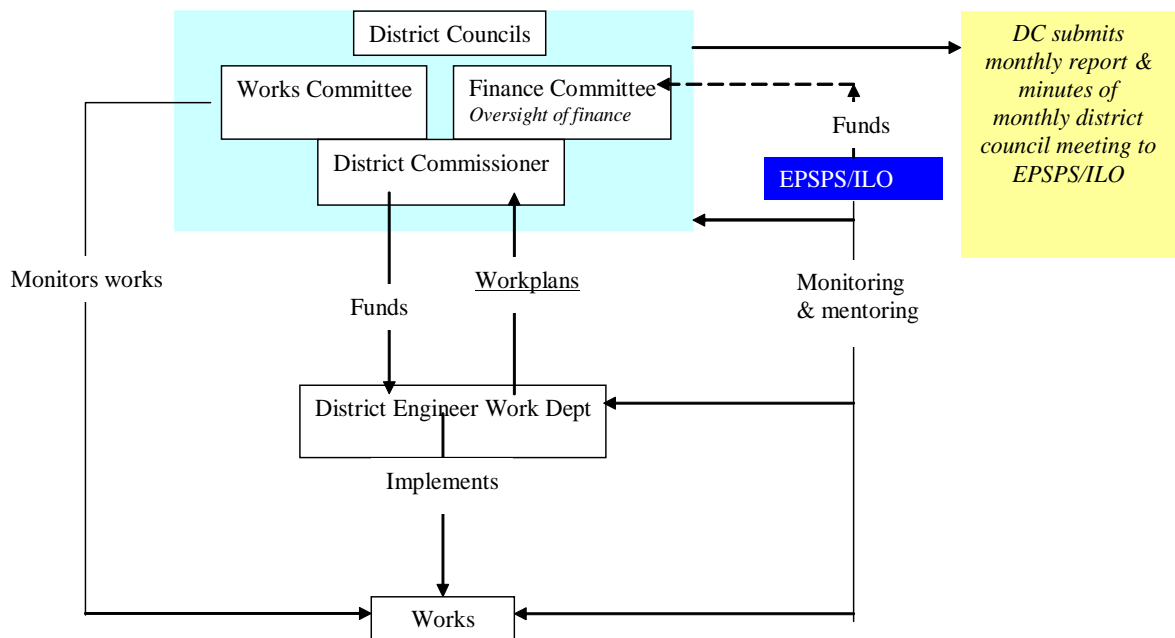 District Councils
Works Committee
Finance Committee
Oversight of finance
District Commissioner
DC submits
monthly report &
minutes of
monthly district
council meeting to
EPSPS/ILO
Funds
EPSPS/ILO
Monitors works
Funds
Workplans
Monitoring
& mentoring
District Engineer Work Dept
Implements
Works